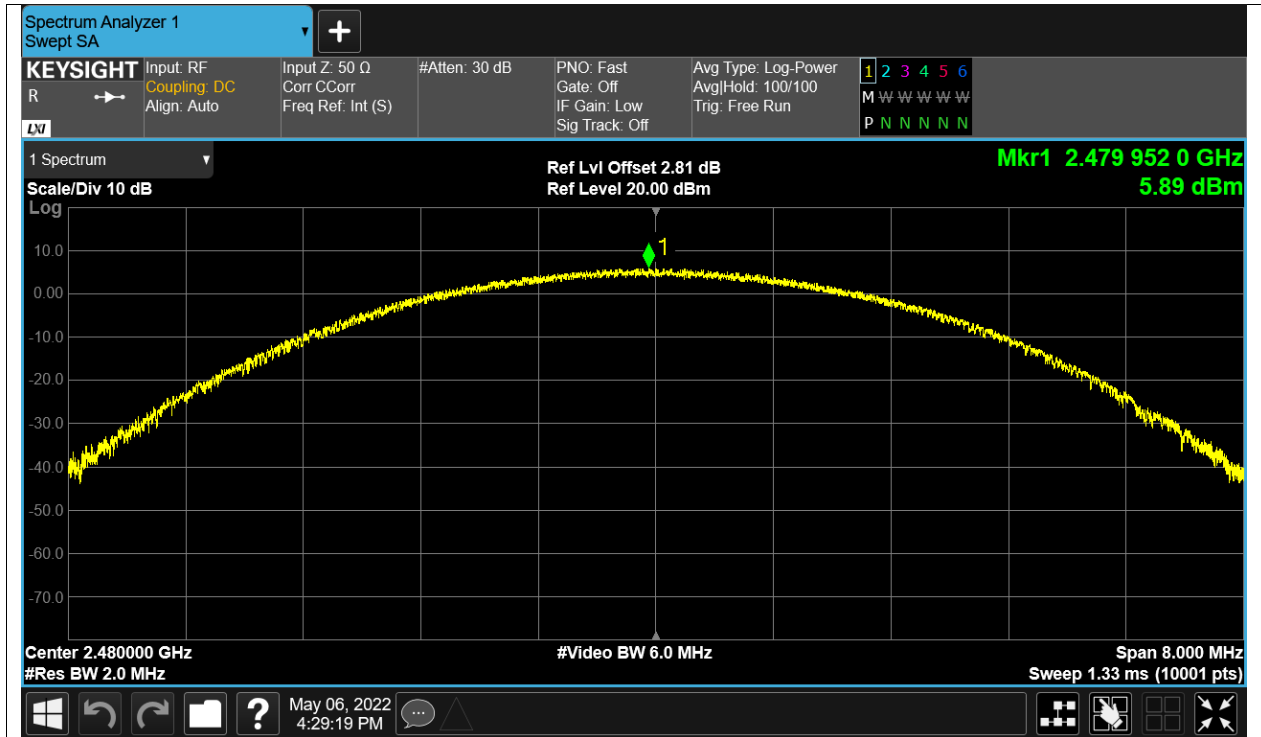 Spectrum Analyzer 1
Swept SA
KEYSIGHT
R
LXI
Input: RF
Coupling: DC
Align: Auto
Input Z: 50 Ω
Corr CCorr
Freq Ref: Int (S)
#Atten: 30 dB
PNO: Fast
Gate: Off
IF Gain: Low
Sig Track: Off
Avg Type: Log-Power
Avg|Hold: 100/100
Trig: Free Run
1 2 3 4 5 6
M W W W W W
P N N N N N
1 Spectrum
Scale/Div 10 dB
Log
Ref Lvl Offset 2.81 dB
Ref Level 20.00 dBm
Mkr1 2.479 952 0 GHz
5.89 dBm
1
10.0
0.00
-10.0
-20.0
-30.0
-40.0
-50.0
-60.0
-70.0
Center 2.480000 GHz
#Res BW 2.0 MHz
#Video BW 6.0 MHz
Span 8.000 MHz
Sweep 1.33 ms (10001 pts)
?
May 06, 2022
4:29:19 PM